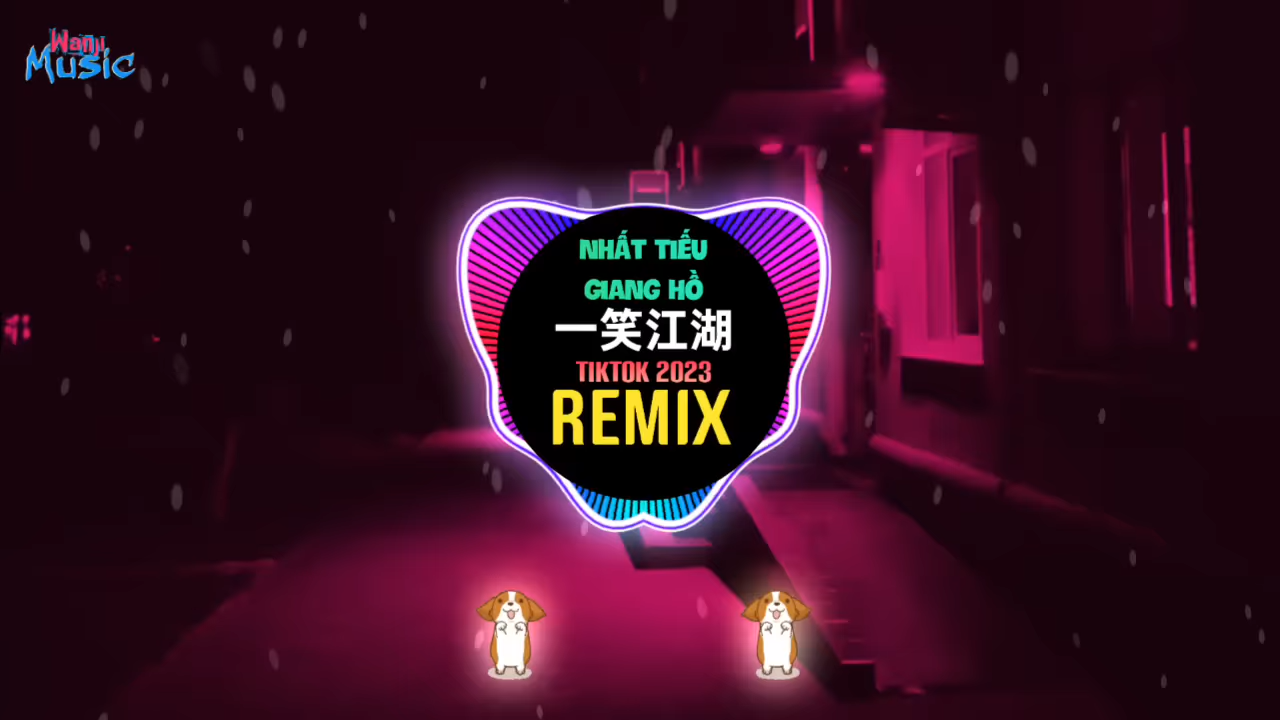 Wanji
Music
NHẤT TIẾU
GIANG HỒ
一笑江湖
TIKTOK 2023
REMIX